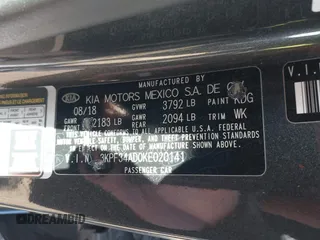 KIA MOTORS MEXICO S.A. DE C.V.
08/18 GVWR 3792 LB PAINT KDG
GAWR FRONT 2183 LB GAWR REAR 2094 LB TRIM WK
THIS VEHICLE CONFORMS TO ALL APPLICABLE
FEDERAL MOTOR VEHICLE SAFETY, BUMPER,
AND THEFT PREVENTION STANDARDS IN EFFECT
ON THE DATE OF MANUFACTURE SHOWN ABOVE.
V.I.N. 3KPF34AD0KE020141
PASSENGER CAR
V.I.N
AUTOBIDMASTER